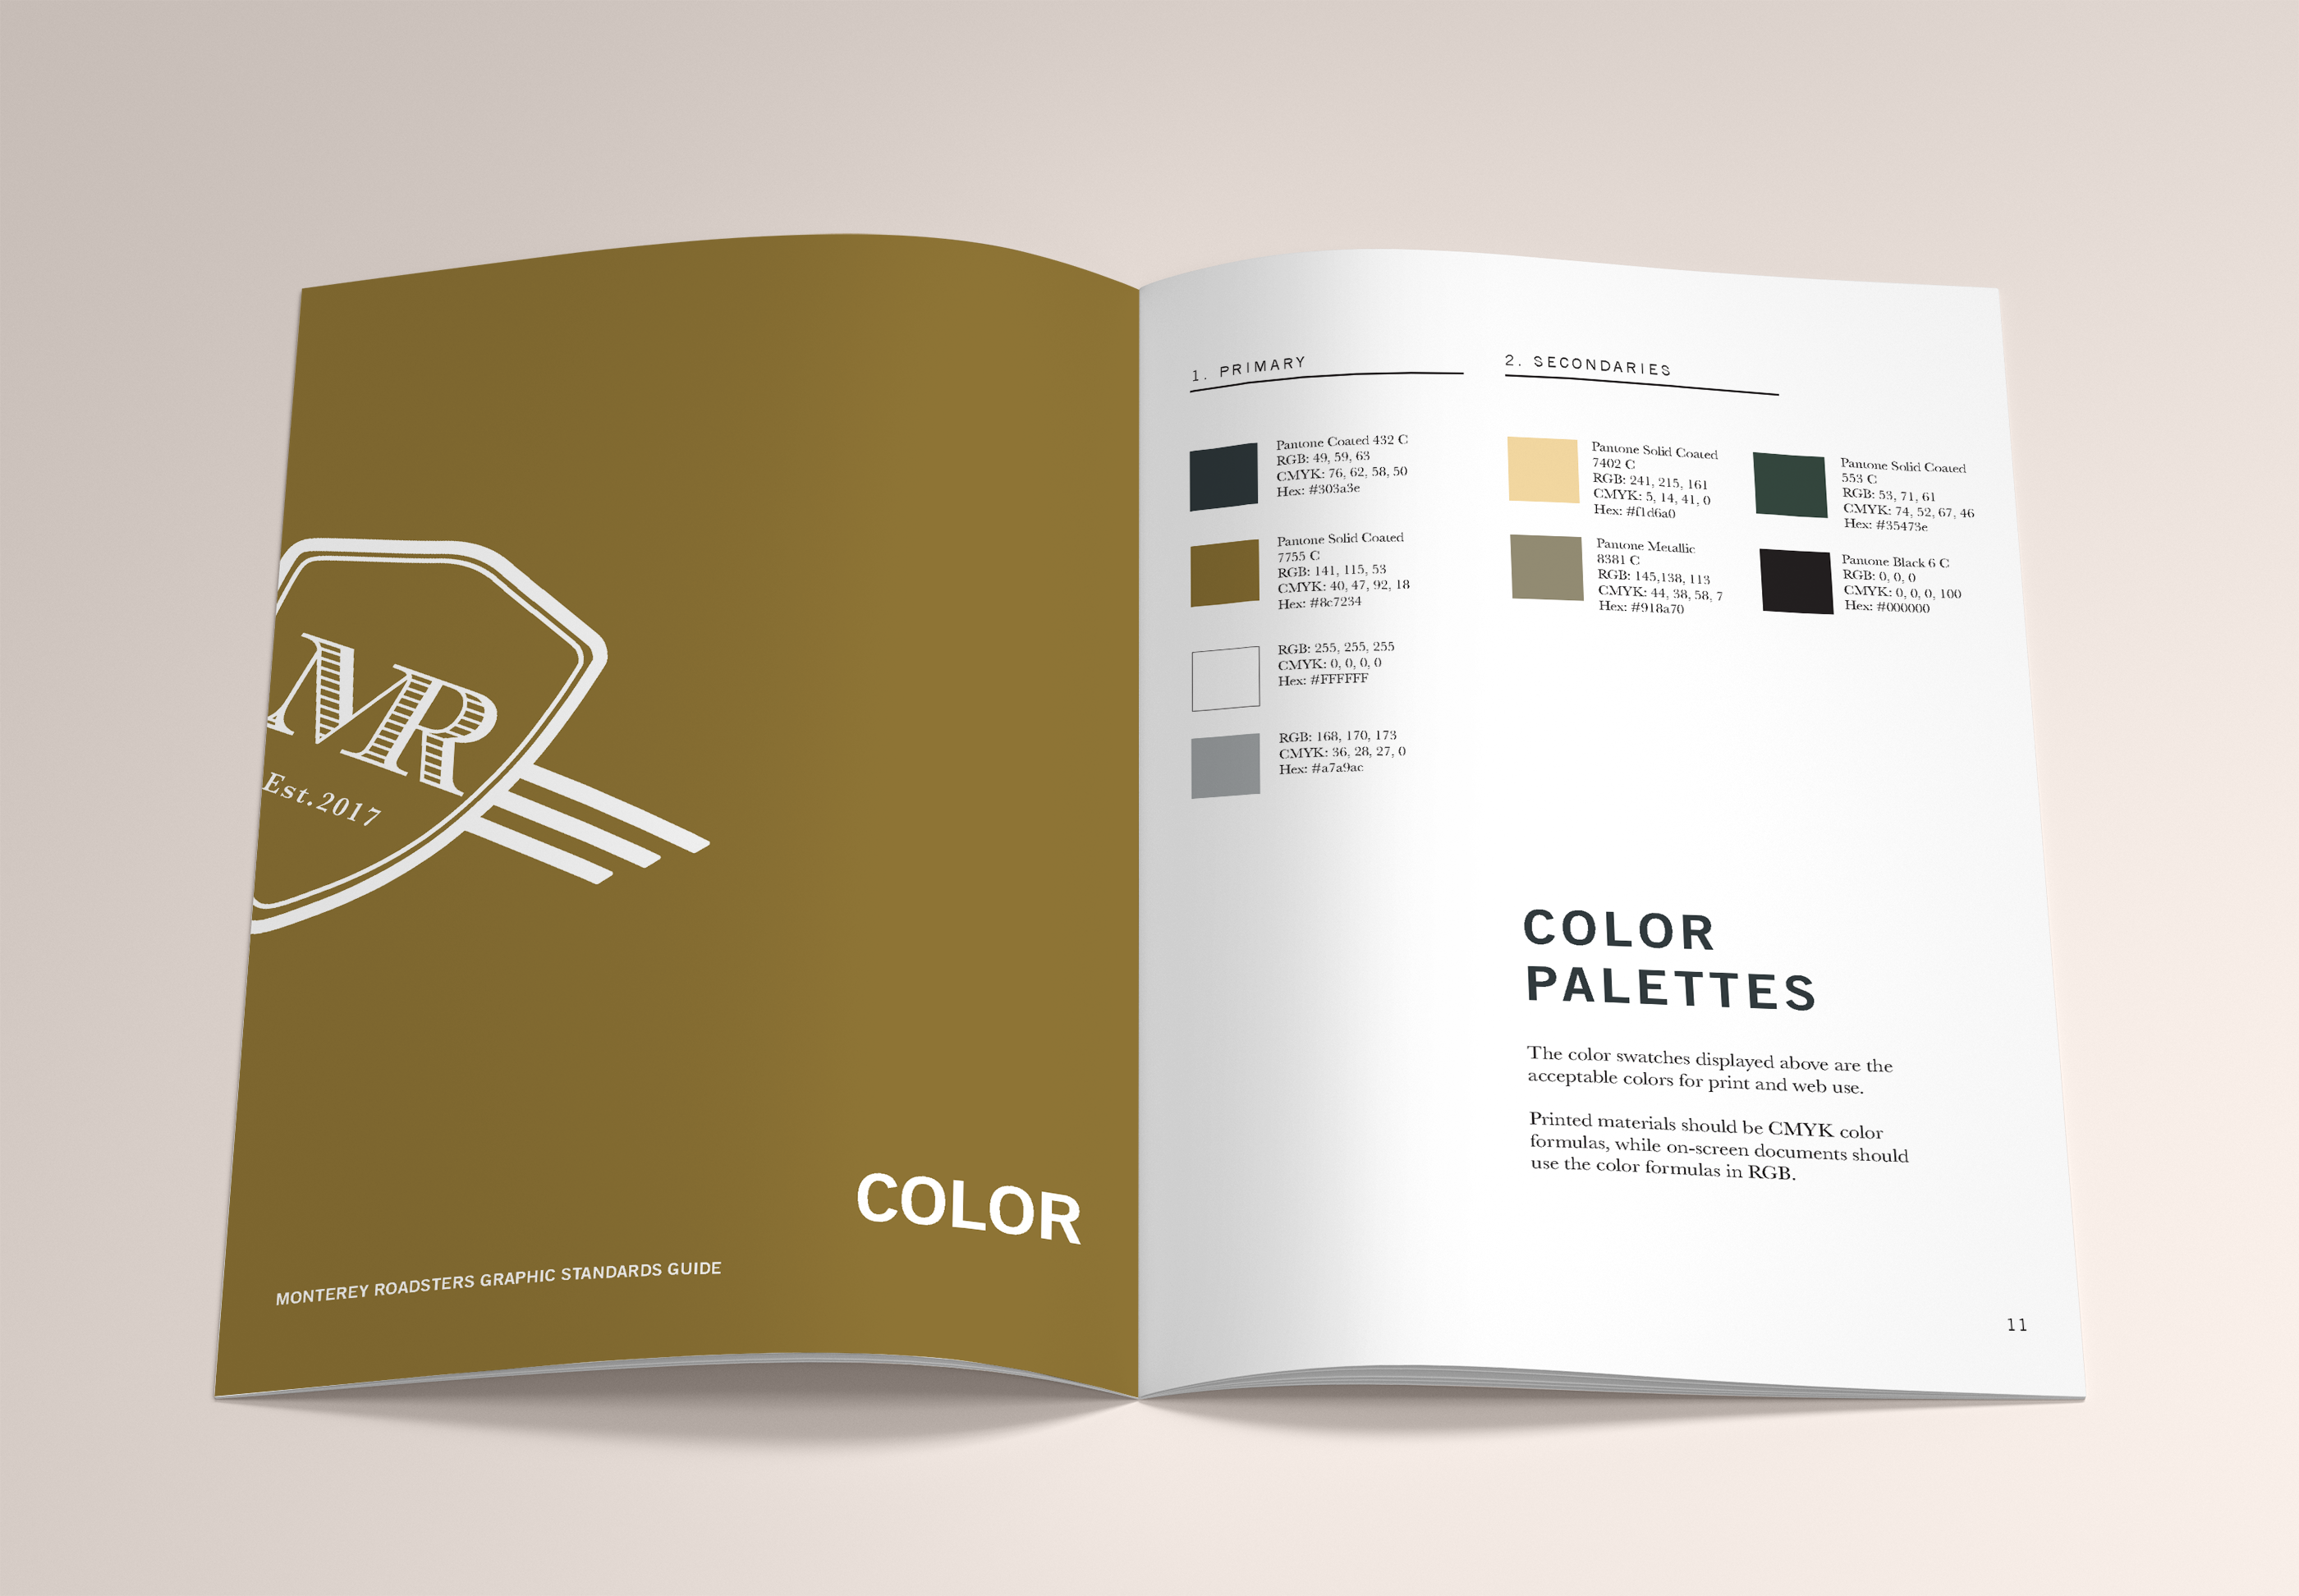 MR
Est.2017
COLOR
MONTEREY ROADSTERS GRAPHIC STANDARDS GUIDE
1. PRIMARY
Pantone Coated 432 C
RGB: 49, 59, 63
CMYK: 76, 62, 58, 50
Hex: #303a3e
Pantone Solid Coated
7755 C
RGB: 141, 115, 53
CMYK: 40, 47, 92, 18
Hex: #8c7234
RGB: 255, 255, 255
CMYK: 0, 0, 0, 0
Hex: #FFFFFF
RGB: 168, 170, 173
CMYK: 36, 28, 27, 0
Hex: #a7a9ac
2. SECONDARIES
Pantone Solid Coated
7402 C
RGB: 241, 215, 161
CMYK: 5, 14, 41, 0
Hex: #f1d6a0
Pantone Metallic
8381 C
RGB: 145,138, 113
CMYK: 44, 38, 58, 7
Hex: #918a70
Pantone Solid Coated
553 C
RGB: 53, 71, 61
CMYK: 74, 52, 67, 46
Hex: #35473e
Pantone Black 6 C
RGB: 0, 0, 0
CMYK: 0, 0, 0, 100
Hex: #000000
COLOR
PALETTES
The color swatches displayed above are the
acceptable colors for print and web use.
Printed materials should be CMYK color
formulas, while on-screen documents should
use the color formulas in RGB.
11